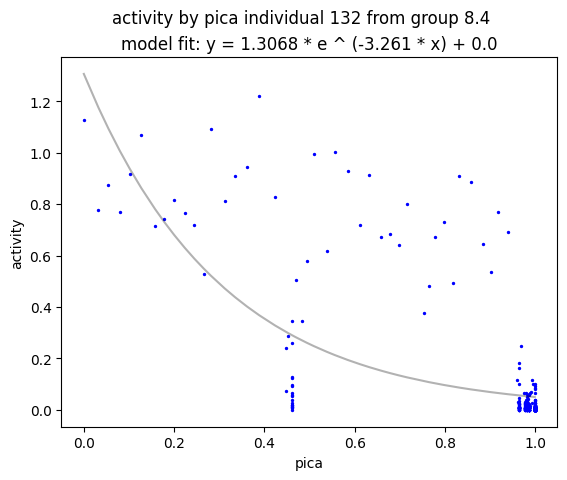 activity by pica individual 132 from group 8.4
model fit: y = 1.3068 * e ^ (-3.261 * x) + 0.0
activity
1.2
1.0
0.8
0.6
0.4
0.2
0.0
0.0 0.2 0.4 0.6 0.8 1.0
pica